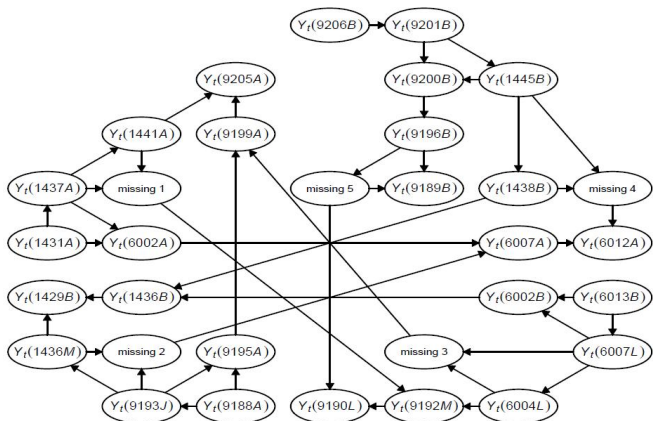 Yt(9206B) Yt(9201B)
Yt(9205A) Yt(9200B) Yt(1445B)
Yt(1441A) Yt(9199A) Yt(9196B)
Yt(1437A) missing 1 missing 5 Yt(9189B) Yt(1438B) missing 4
Yt(1431A) Yt(6002A) Yt(6007A) Yt(6012A)
Yt(1429B) Yt(1436B) Yt(6002B) Yt(6013B)
Yt(1436M) missing 2 Yt(9195A) missing 3 Yt(6007L)
Yt(9193J) Yt(9188A) Yt(9190L) Yt(9192M) Yt(6004L)